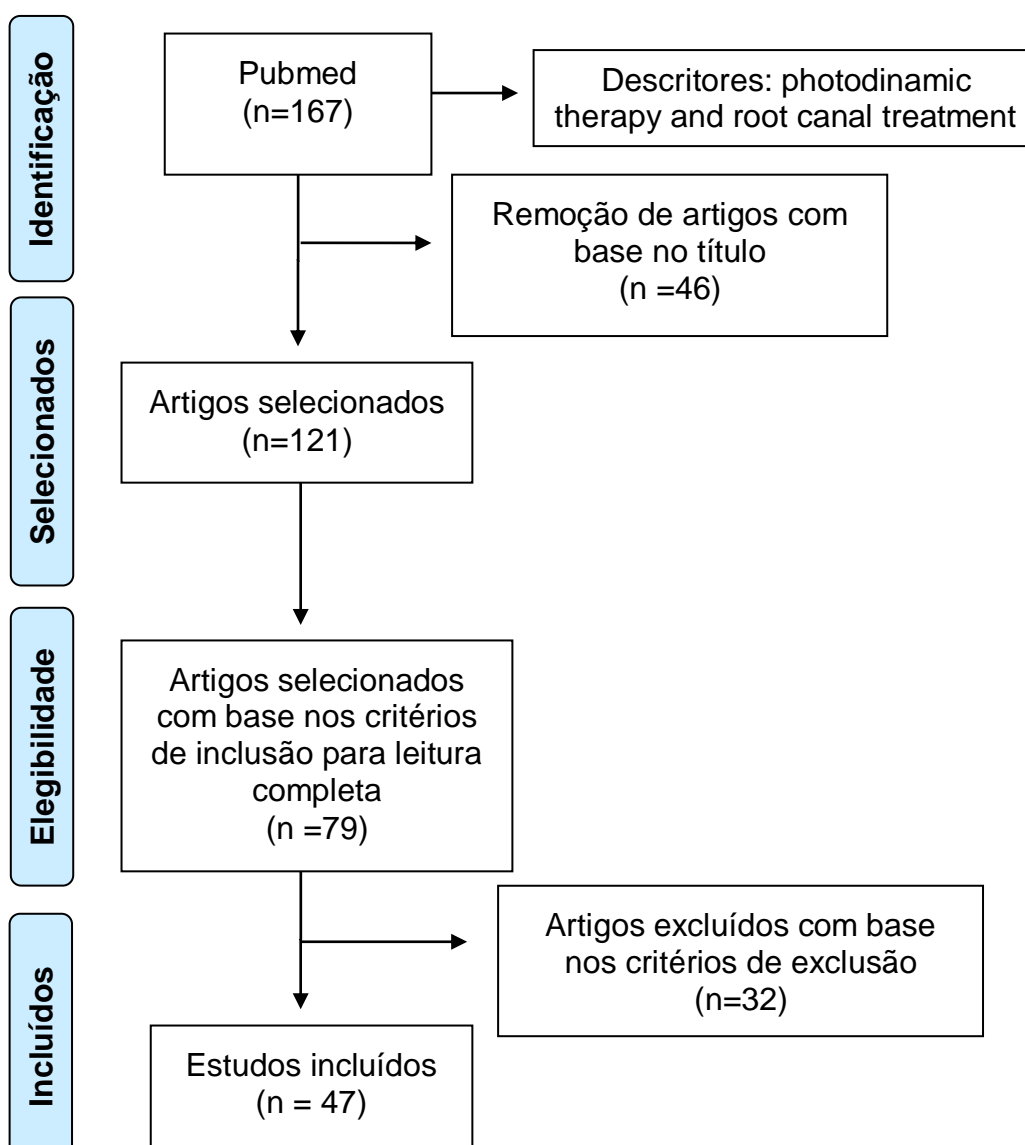 Identificação
Pubmed
(n=167)
Descritores: photodinamic
therapy and root canal treatment
Remoção de artigos com
base no título
(n =46)
Selecionados
Artigos selecionados
(n=121)
Elegibilidade
Artigos selecionados
com base nos critérios
de inclusão para leitura
completa
(n =79)
Artigos excluídos com base
nos critérios de exclusão
(n=32)
Incluídos
Estudos incluídos
(n = 47)